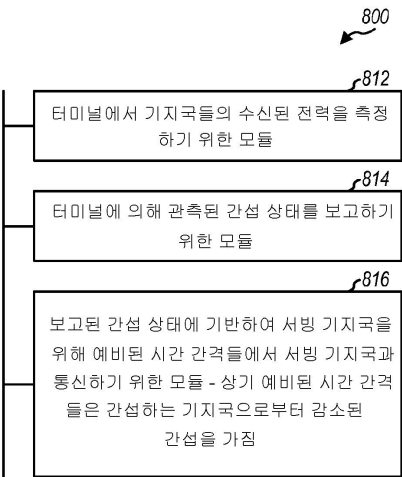 800
812
터미널에서 기지국들의 수신된 전력을 측정
하기 위한 모듈
814
터미널에 의해 관측된 간섭 상태를 보고하기
위한 모듈
816
보고된 간섭 상태에 기반하여 서빙 기지국을
위해 예비된 시간 간격들에서 서빙 기지국과
통신하기 위한 모듈 - 상기 예비된 시간 간격
들은 간섭하는 기지국으로부터 감소된
간섭을 가짐